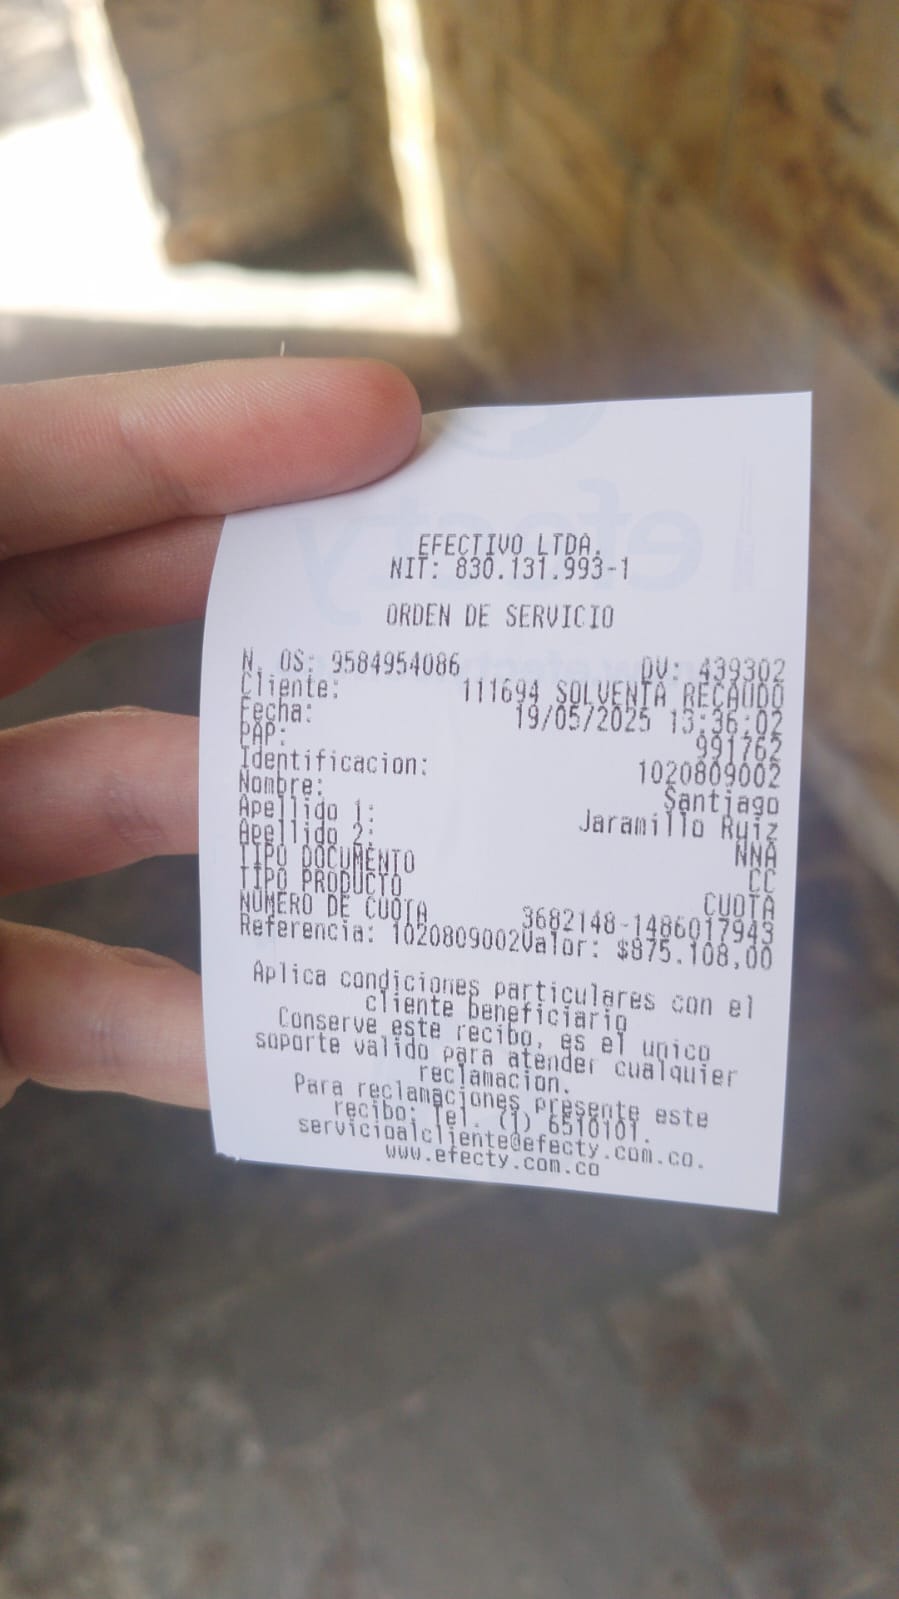 EFECTIVO LTDA.
NIT: 830.131.993-1
ORDEN DE SERVICIO
N. OS: 9584954086 DV: 439302
Cliente: 111694 SOLVENTA RECAUDO
Fecha: 19/05/2025 13:36:02
PAP: 991762
Identificacion: 1020809002
Nombre: Santiago
Apellido 1: Jaramillo Ruiz
Apellido 2: NNA
TIPO DOCUMENTO CC
TIPO PRODUCTO CUOTA
NUMERO DE CUOTA 3682148-1486017943
Referencia: 1020809002Valor: $875.108,00
Aplica condiciones particulares con el
cliente beneficiario
Conserve este recibo, es el unico
soporte valido para atender cualquier
reclamacion.
Para reclamaciones presente este
recibo: Tel. (1) 6510101.
servicioalcliente@efecty.com.co.
www.efecty.com.co
efecty